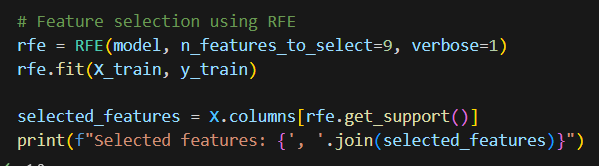 # Feature selection using RFE
rfe = RFE(model, n_features_to_select=9, verbose=1)
rfe.fit(X_train, y_train)
selected_features = X.columns[rfe.get_support()]
print(f"Selected features: {', '.join(selected_features)}")